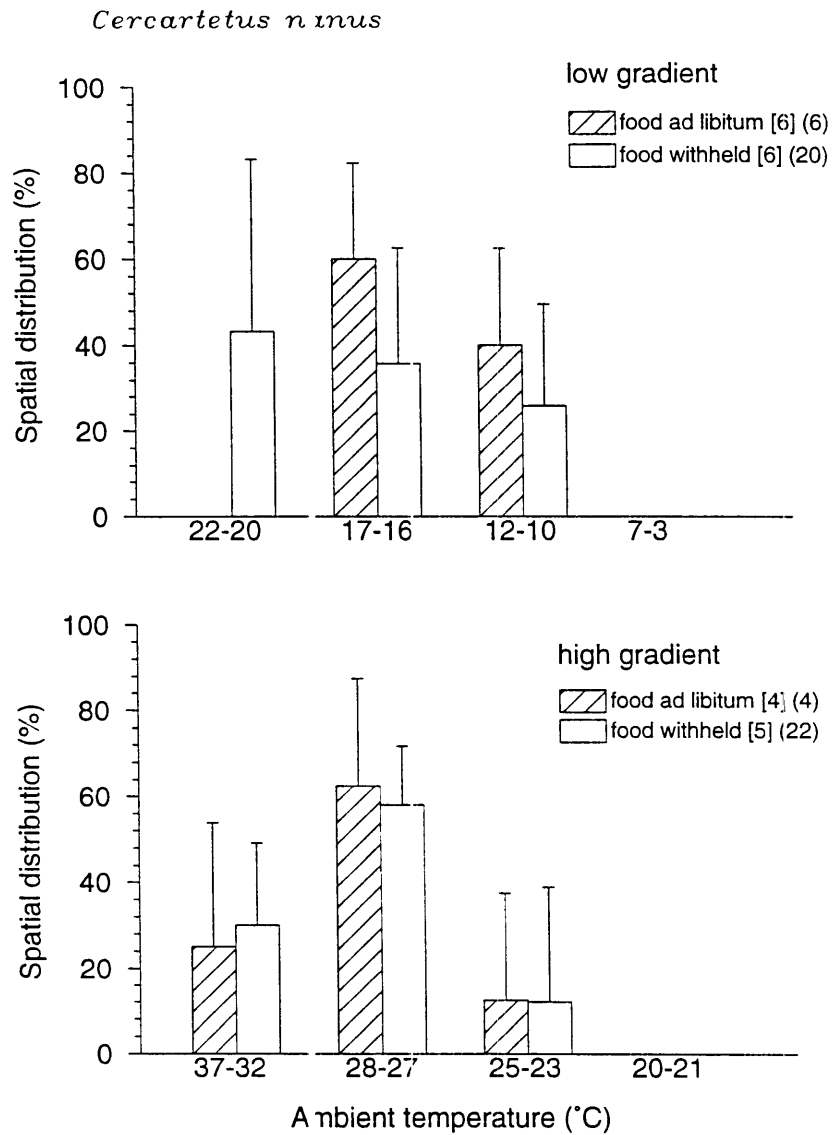 Cercartetus n nus
low gradient
food ad libitum [6] (6)
food withheld [6] (20)
Spatial distribution (%)
100
80
60
40
20
0
22-20 17-16 12-10 7-3
high gradient
food ad libitum [4] (4)
food withheld [5] (22)
Spatial distribution (%)
100
80
60
40
20
0
37-32 28-27 25-23 20-21
Ambient temperature (°C)